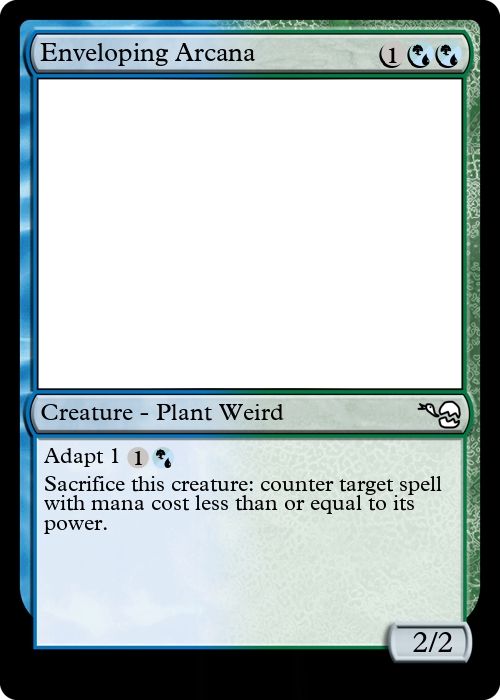 Enveloping Arcana 1
Creature - Plant Weird
Adapt 1 1
Sacrifice this creature: counter target spell
with mana cost less than or equal to its
power.
2/2